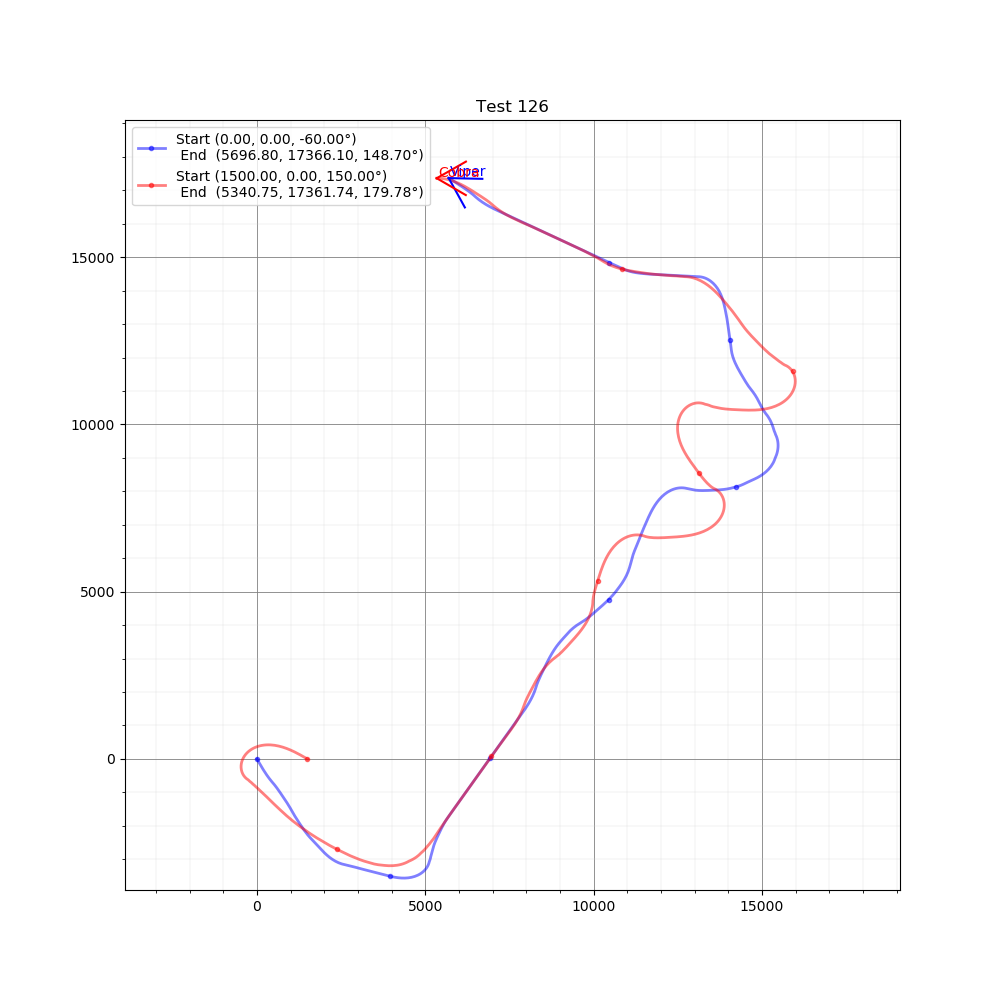 Test 126
Start (0.00, 0.00, -60.00°)
End (5696.80, 17366.10, 148.70°)
Start (1500.00, 0.00, 150.00°)
End (5340.75, 17361.74, 179.78°)
Viper
15000
10000
5000
0
0 5000 10000 15000